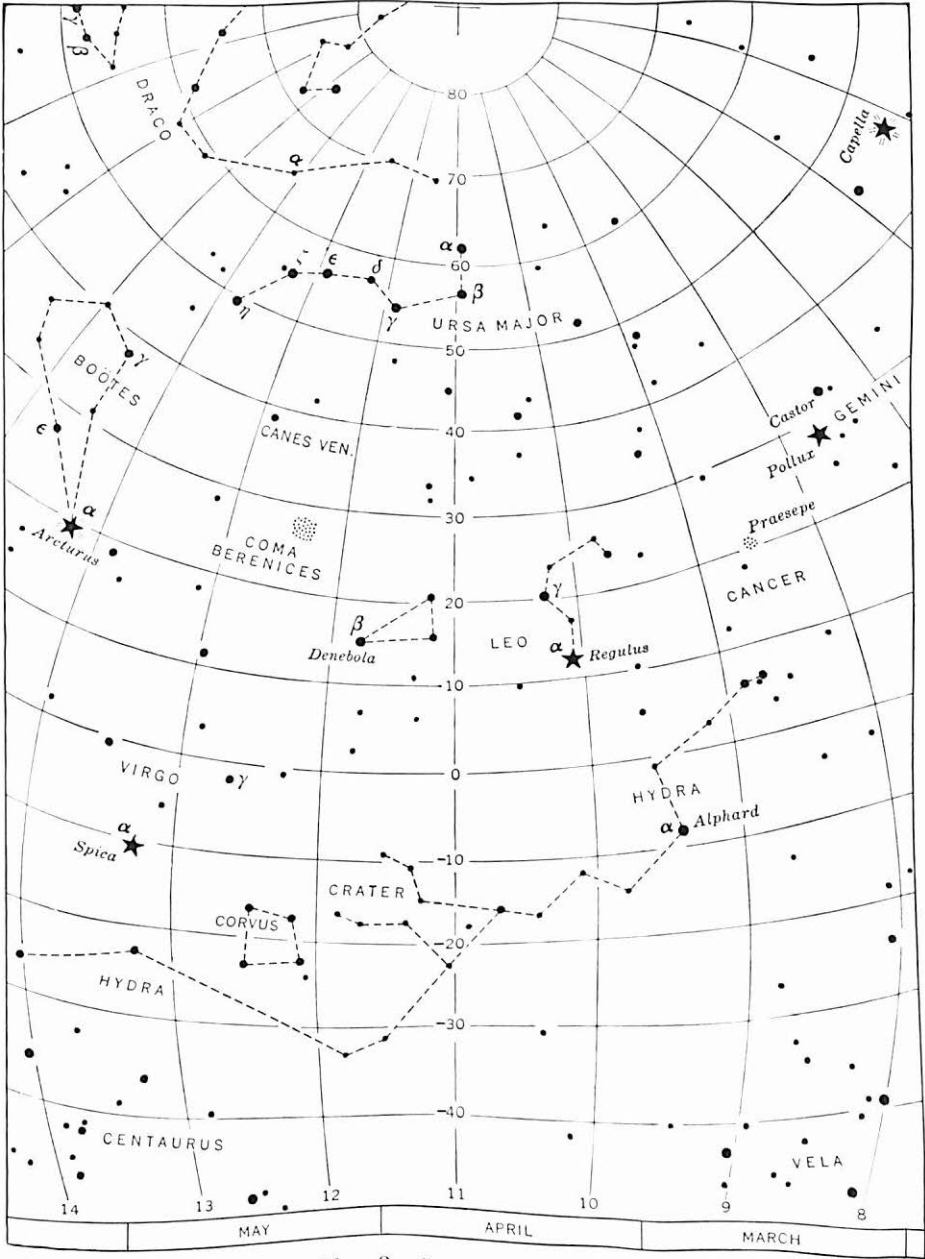 γ
β
80
DRACO
Capella
α
70
α
60
ε
δ
β
η
γ
URSA MAJOR
50
γ
BOÖTES
Castor
GEMINI
ε
CANES VEN.
40
Pollux
α
30
Praesepe
Arcturus
COMA
BERENICES
CANCER
20
γ
β
LEO
α
Regulus
Denebola
10
VIRGO
γ
0
HYDRA
α
Alphard
α
Spica
-10
CRATER
CORVUS
-20
HYDRA
-30
-40
CENTAURUS
VELA
14
13
12
11
10
9
8
MAY
APRIL
MARCH